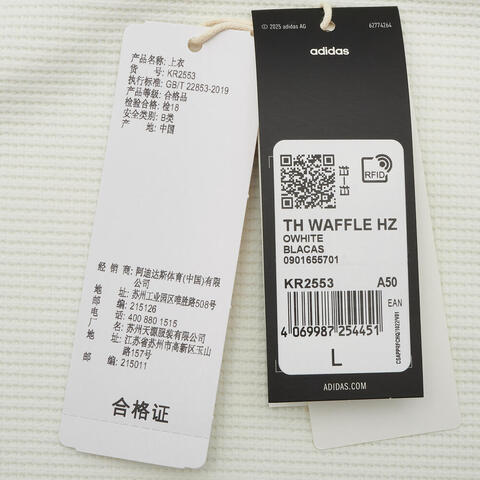 产品名称: 上衣
货 号: KR2553
执行标准: GB/T 22853-2019
产品等级: 合格品
检验合格: 检18
安全类别: B类
产 地: 中国
经 销 商: 阿迪达斯体育(中国)有限
公司
地 址: 苏州工业园区唯胜路508号
邮 编: 215126
电 话: 400 880 1515
厂 商: 苏州天源服装有限公司
地 址: 江苏省苏州市高新区玉山
路157号
邮 编: 215011
合格证
© 2025 adidas AG
62774264
adidas
RFID
TH WAFFLE HZ
OWHITE
BLACAS
0901655701
KR2553 A50
EAN
4 069987 254451
L
ADIDAS.COM